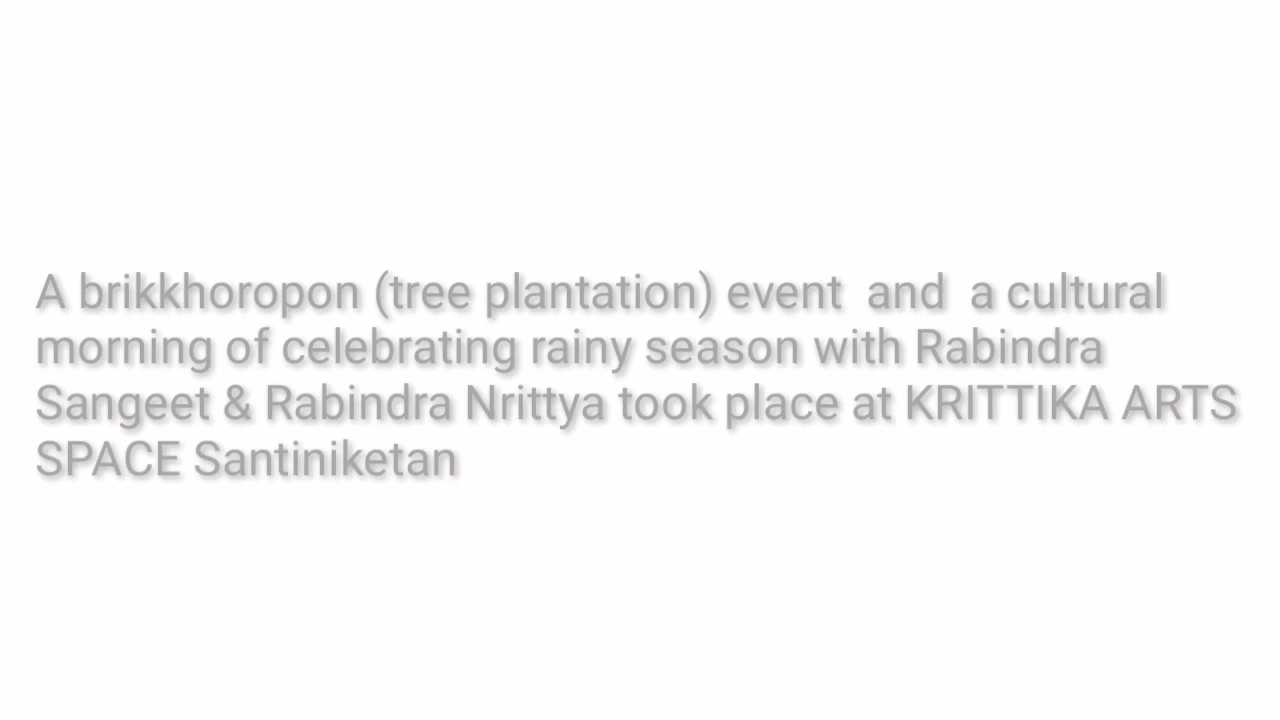 A brikkhoropon (tree plantation) event  and  a cultural
morning of celebrating rainy season with Rabindra
Sangeet & Rabindra Nrittya took place at KRITTIKA ARTS
SPACE Santiniketan